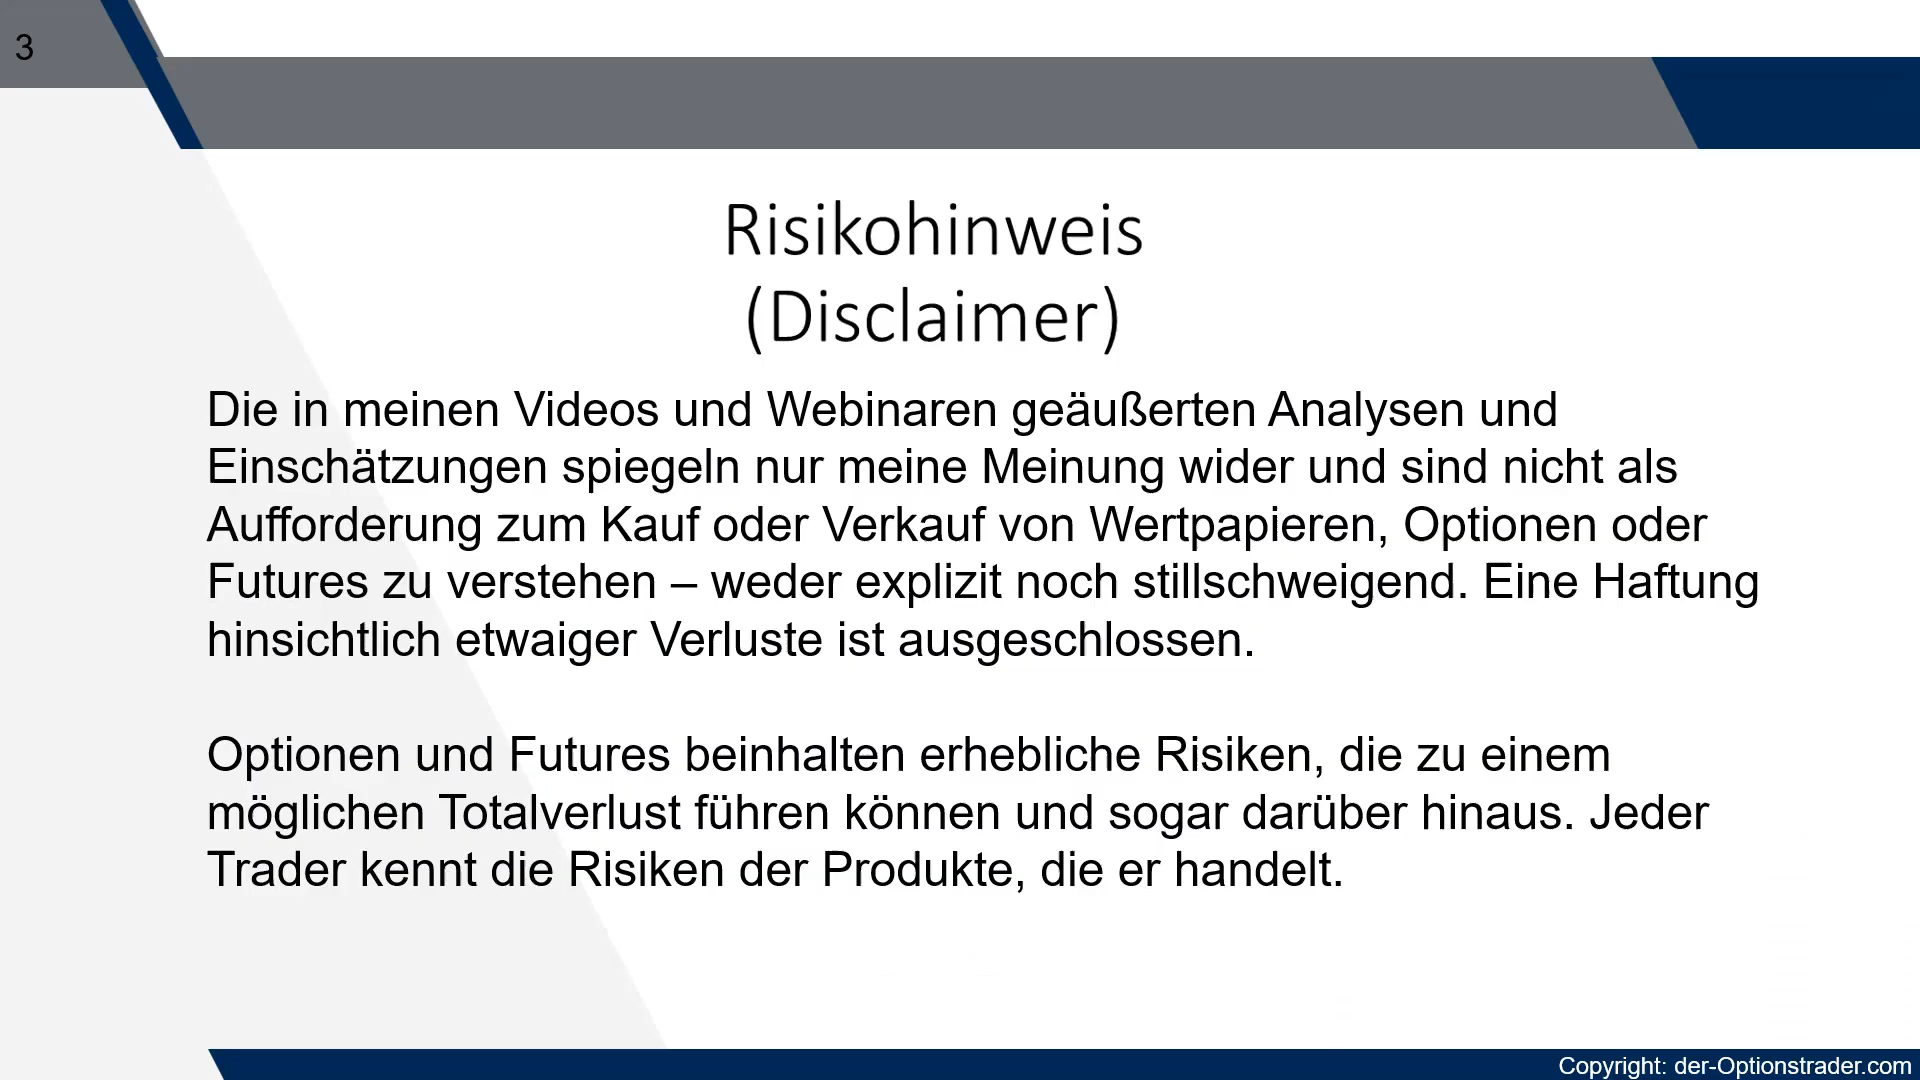 3
Risikohinweis
(Disclaimer)
Die in meinen Videos und Webinaren geäußerten Analysen und
Einschätzungen spiegeln nur meine Meinung wider und sind nicht als
Aufforderung zum Kauf oder Verkauf von Wertpapieren, Optionen oder
Futures zu verstehen – weder explizit noch stillschweigend. Eine Haftung
hinsichtlich etwaiger Verluste ist ausgeschlossen.
Optionen und Futures beinhalten erhebliche Risiken, die zu einem
möglichen Totalverlust führen können und sogar darüber hinaus. Jeder
Trader kennt die Risiken der Produkte, die er handelt.
Copyright: der-Optionstrader.com